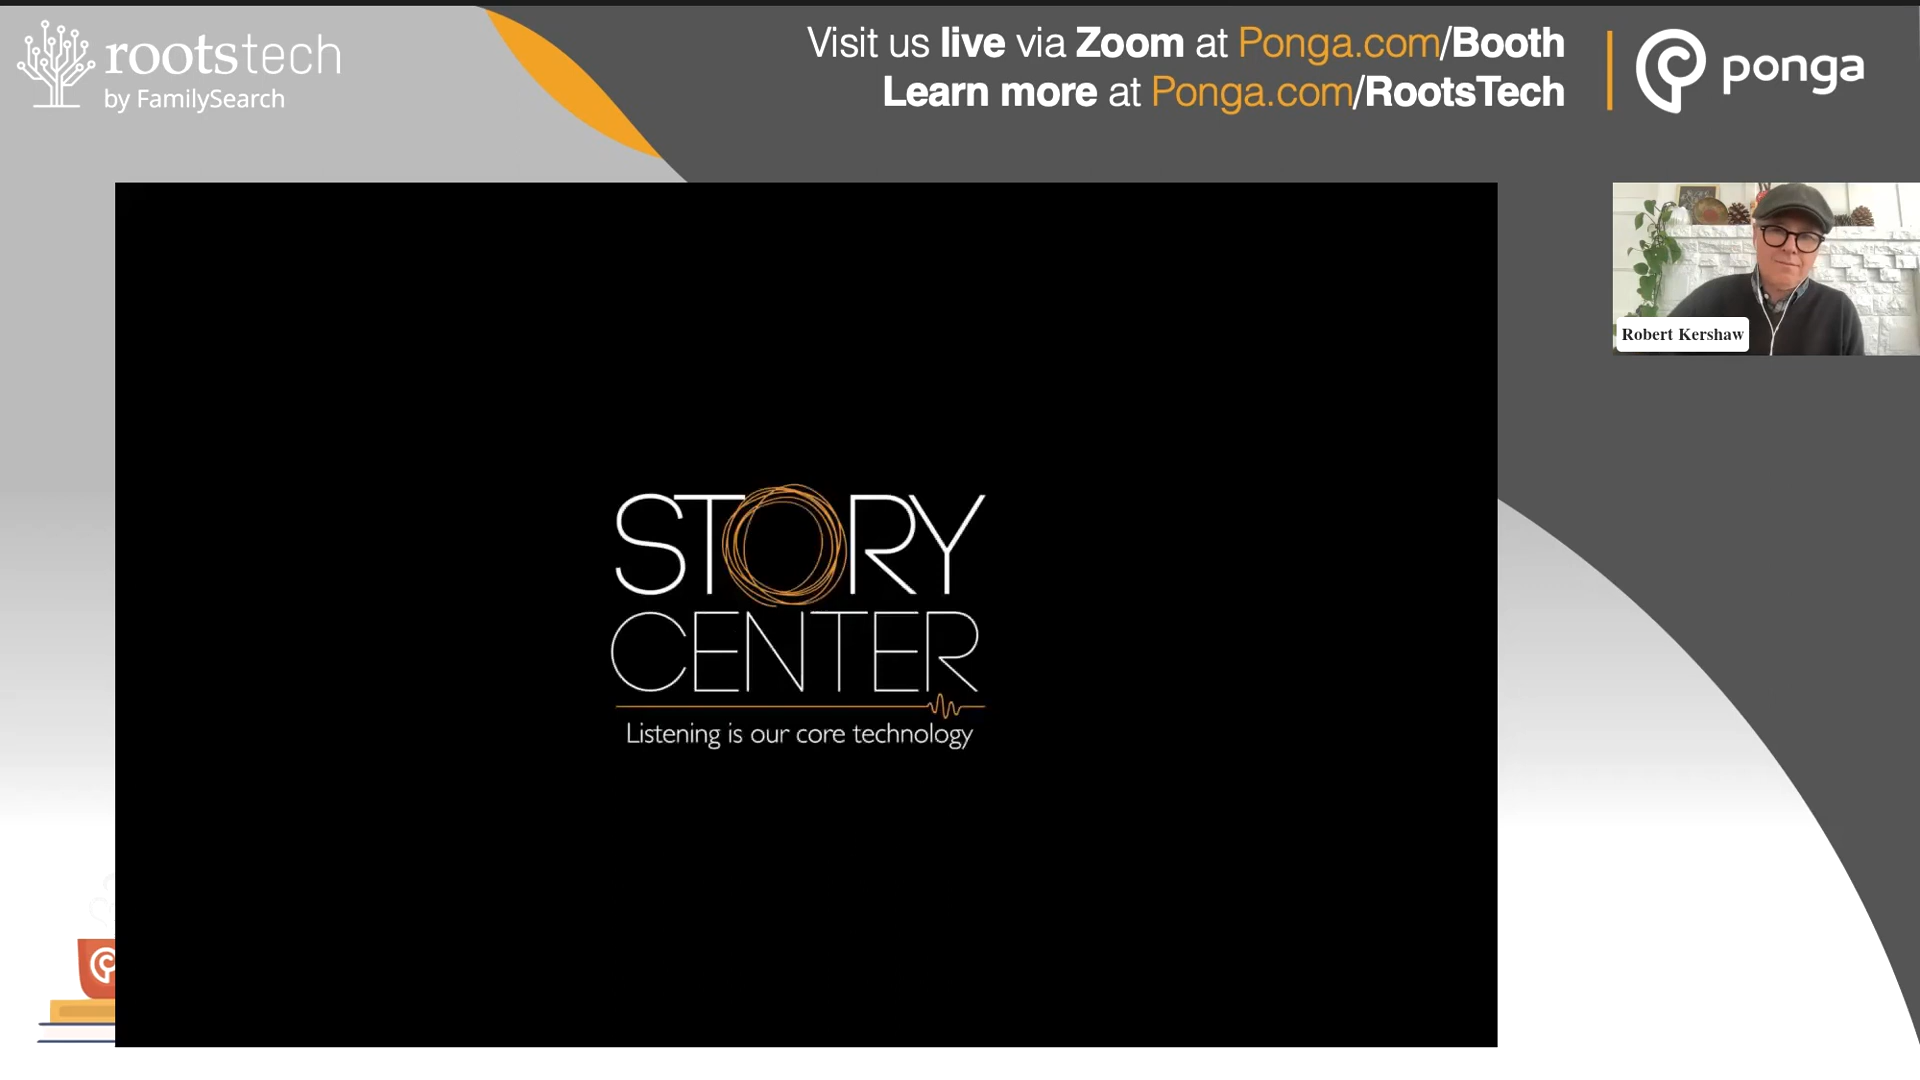 rootstech
by FamilySearch
Visit us live via Zoom at Ponga.com/Booth
Learn more at Ponga.com/RootsTech
ponga
Robert Kershaw
STORY
CENTER
Listening is our core technology